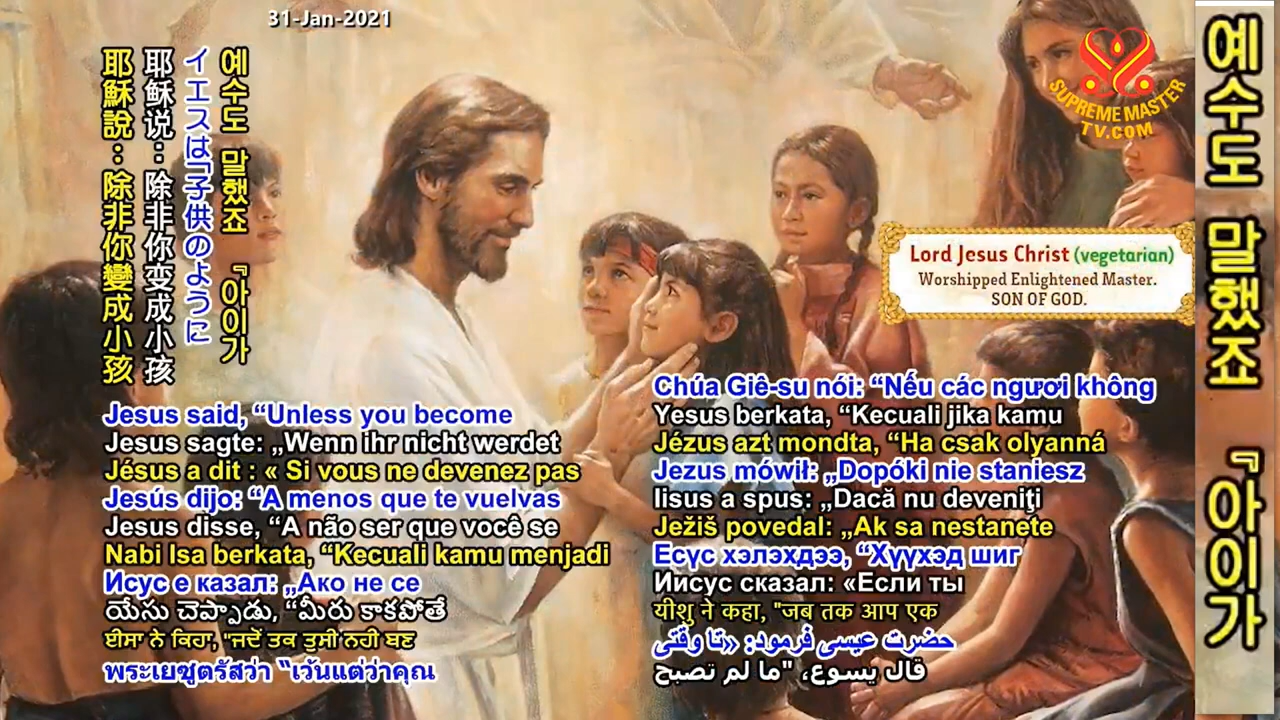 31-Jan-2021
예수도 말했죠 『아이가
イエスは「子供のように
耶稣说：除非你变成小孩
耶穌說：除非你變成小孩
Jesus said, “Unless you become
Jesus sagte: „Wenn ihr nicht werdet
Jésus a dit : « Si vous ne devenez pas
Jesús dijo: “A menos que te vuelvas
Jesus disse, “A não ser que você se
Nabi Isa berkata, “Kecuali kamu menjadi
Исус е казал: „Ако не се
యేసు చెప్పాడు, “మీరు కాకపోతే
ਈਸਾ ਨੇ ਕਿਹਾ, "ਜਦੋਂ ਤਕ ਤੁਸੀ ਨਹੀ ਬਣ
พระเยซูตรัสว่า “เว้นแต่ว่าคุณ
Chúa Giê-su nói: “Nếu các ngươi không
Yesus berkata, “Kecuali jika kamu
Jézus azt mondta, “Ha csak olyanná
Jezus mówił: „Dopóki nie staniesz
Iisus a spus: „Dacă nu deveniţi
Ježiš povedal: „Ak sa nestanete
Есүс хэлэхдээ, “Хүүхэд шиг
Иисус сказал: «Если ты
यीशु ने कहा, "जब तक आप एक
حضرت عیسی فرمود: «تا وقتی
قال يسوع، "ما لم تصبح
SUPREME MASTER
TV.COM
Lord Jesus Christ (vegetarian)
Worshipped Enlightened Master.
SON OF GOD.
예수도 말했죠 『아이가